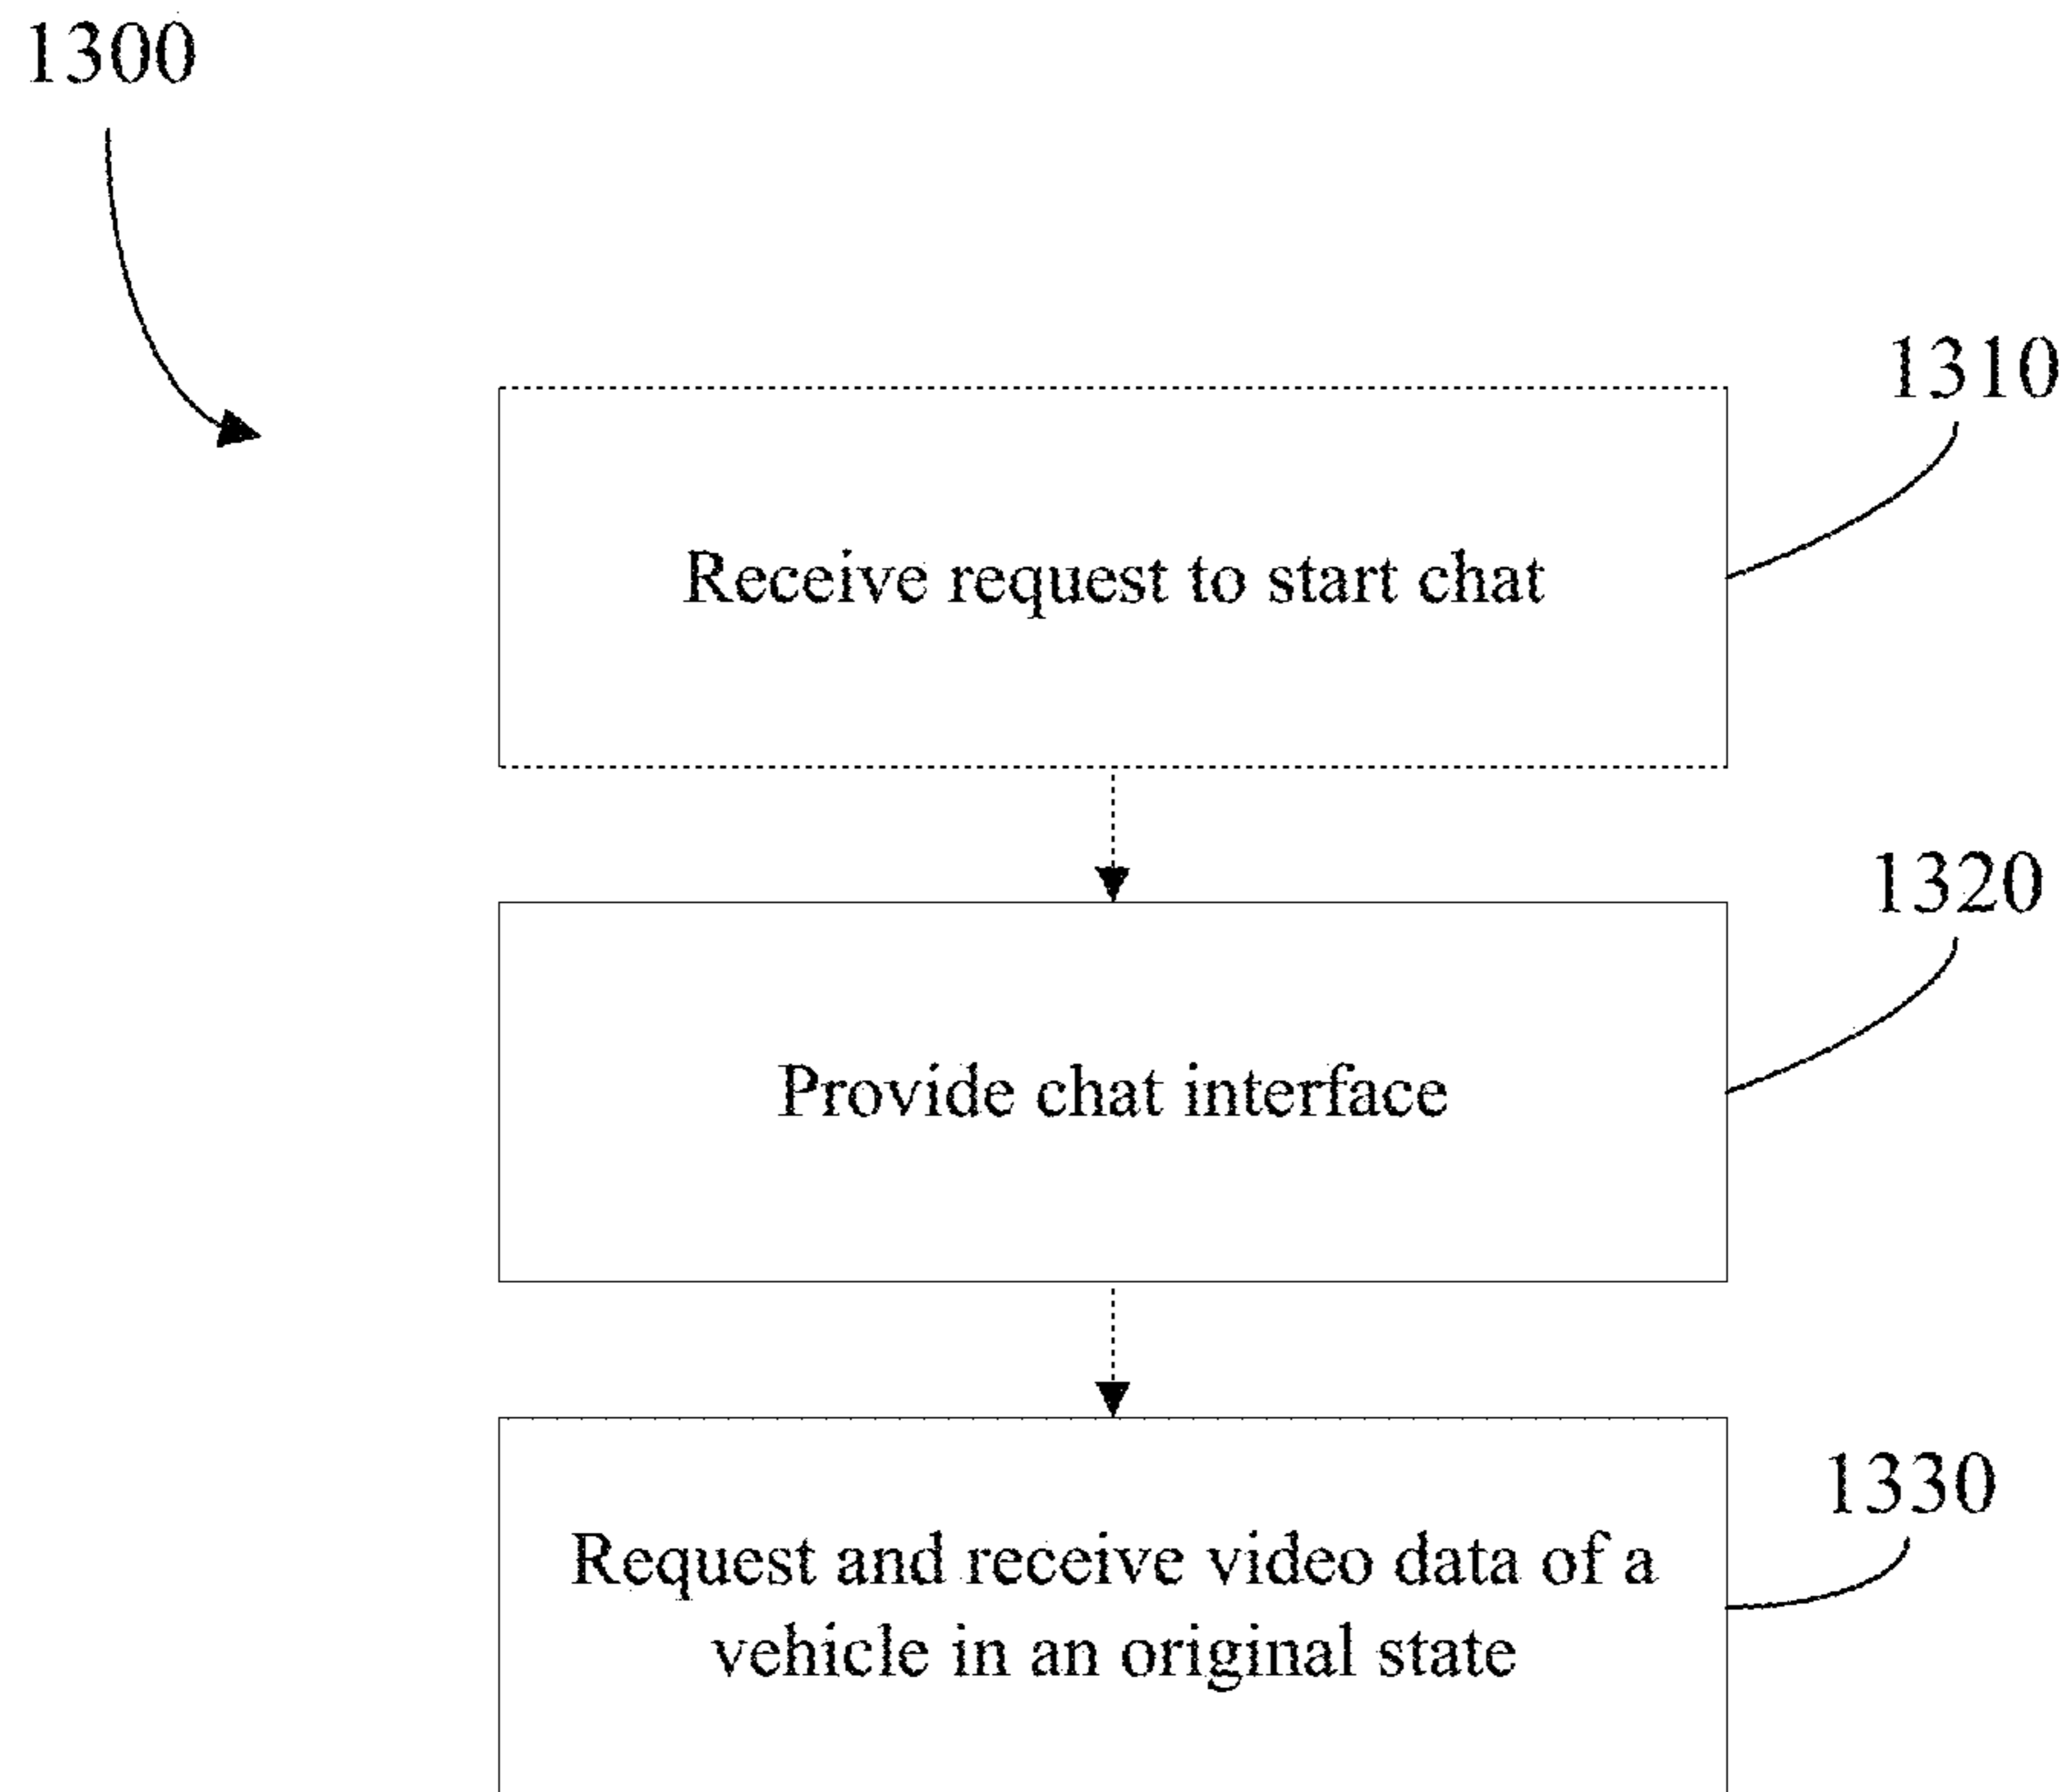 1300
1310
Receive request to start chat
1320
Provide chat interface
1330
Request and receive video data of a
vehicle in an original state